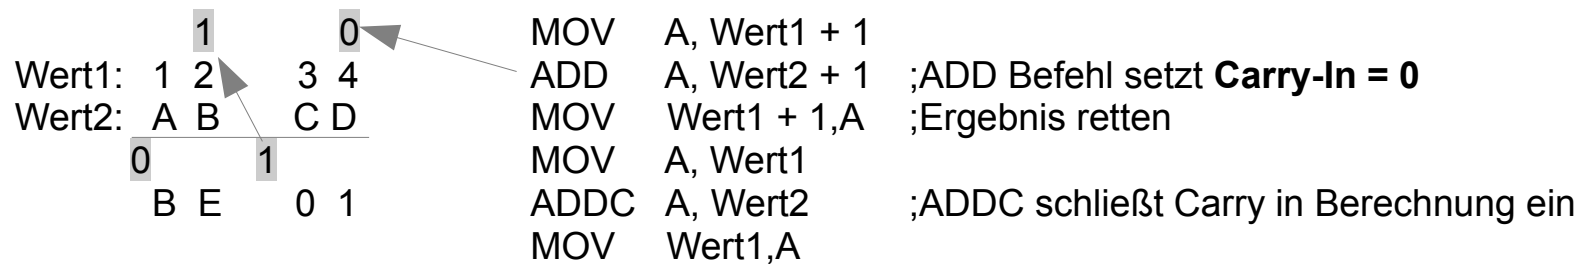 1 0 MOV A, Wert1 + 1
Wert1: 1 2 3 4 ADD A, Wert2 + 1 ;ADD Befehl setzt Carry-In = 0
Wert2: A B C D MOV Wert1 + 1,A ;Ergebnis retten
0 1 MOV A, Wert1
B E 0 1 ADDC A, Wert2 ;ADDC schließt Carry in Berechnung ein
MOV Wert1,A